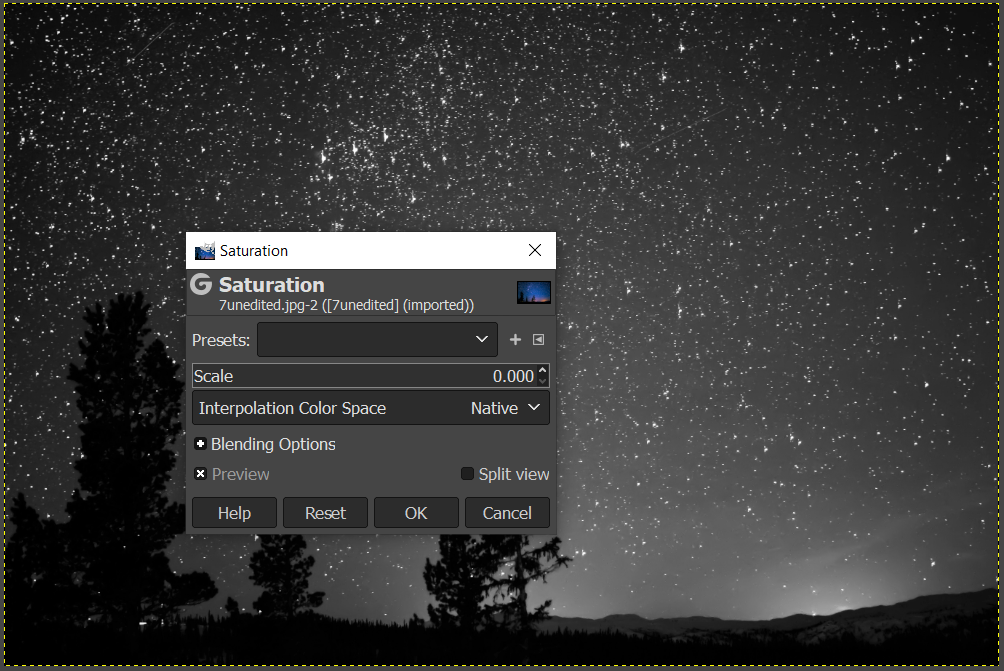 Saturation
Saturation
7unedited.jpg-2 ([7unedited] (imported))
Presets:
Scale 0.000
Interpolation Color Space Native
Blending Options
Preview Split view
Help Reset OK Cancel